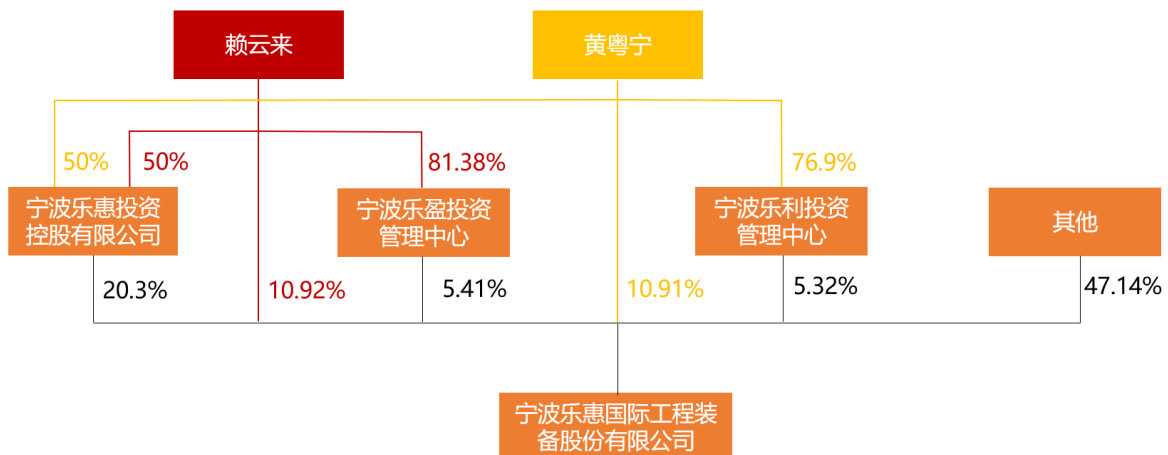 赖云来
黄粤宁
50%
50%
81.38%
76.9%
宁波乐惠投资
控股有限公司
宁波乐盈投资
管理中心
宁波乐利投资
管理中心
其他
20.3%
10.92%
5.41%
10.91%
5.32%
47.14%
宁波乐惠国际工程装
备股份有限公司